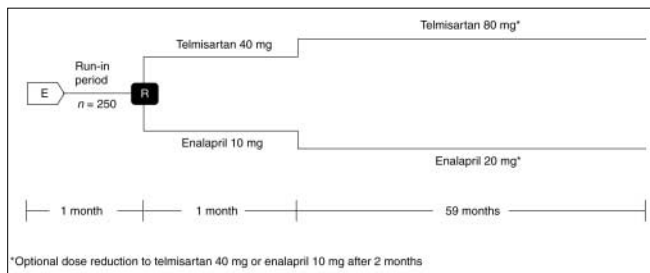 Telmisartan 80 mg*
Telmisartan 40 mg
Run-in
period
E
R
n = 250
Enalapril 10 mg
Enalapril 20 mg*
1 month
1 month
59 months
*Optional dose reduction to telmisartan 40 mg or enalapril 10 mg after 2 months